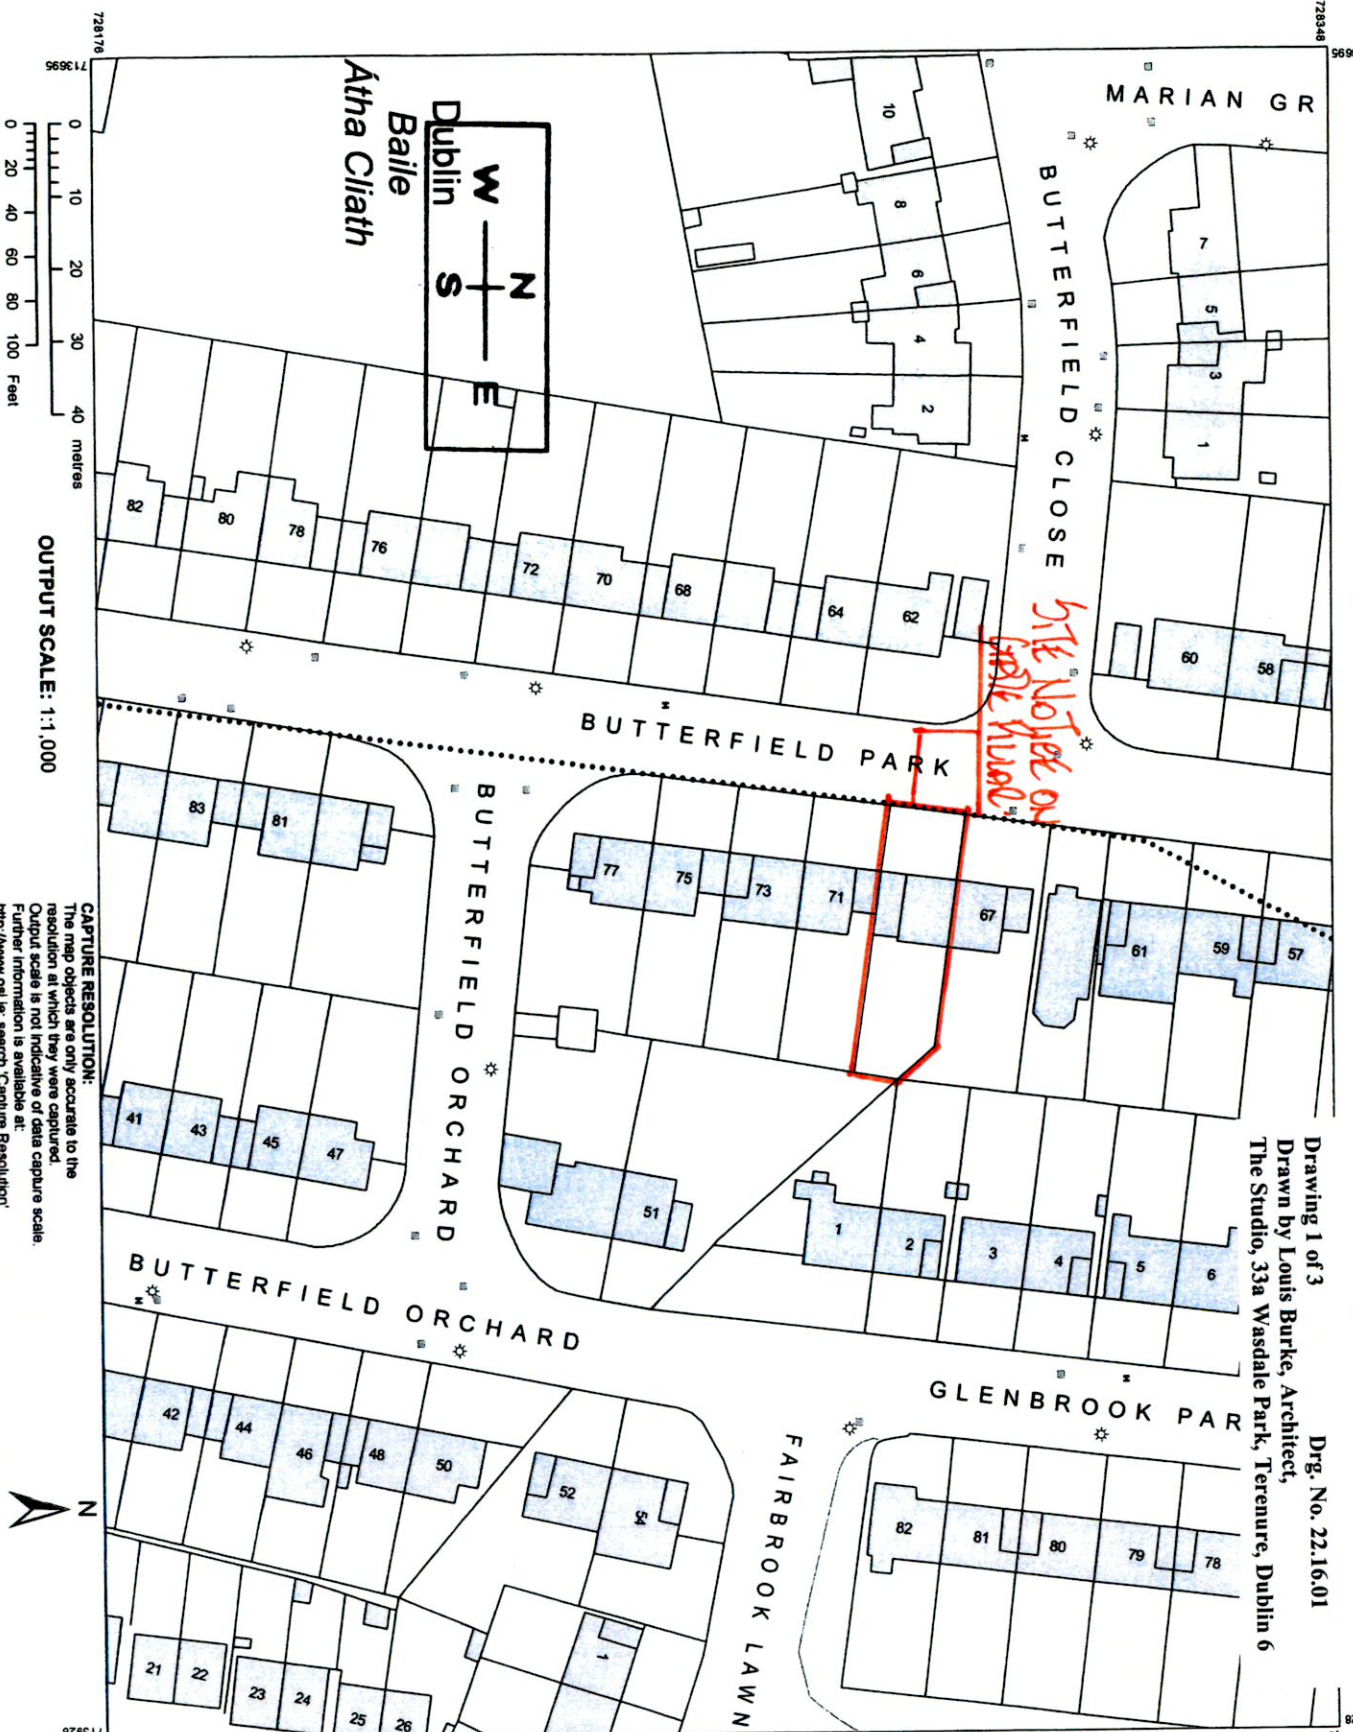 728176
728348
713695
MARIAN GR
BUTTERFIELD CLOSE
10
8
6
4
2
7
5
3
1
Dublin
Baile
Átha Cliath
N
W
E
S
0 10 20 30 40 metres
0 20 40 60 80 100 Feet
OUTPUT SCALE: 1:1,000
82
80
78
76
72
70
68
64
62
60
58
SITE NOTICE ON
BUTTERFIELD PARK
83
81
77
75
73
71
67
61
59
57
BUTTERFIELD ORCHARD
CAPTURE RESOLUTION:
The map objects are only accurate to the
resolution at which they were captured.
Output scale is not indicative of data capture scale.
Further information is available at:
http://www.osi.ie; search 'Capture Resolution'
41
43
45
47
51
1
2
3
4
5
6
Drawing 1 of 3 Drg. No. 22.16.01
Drawn by Louis Burke, Architect,
The Studio, 33a Wasdale Park, Terenure, Dublin 6
BUTTERFIELD ORCHARD
GLENBROOK PAR
FAIRBROOK LAWN
42
44
46
48
50
52
54
82
81
80
79
78
1
N
21
22
23
24
25
26